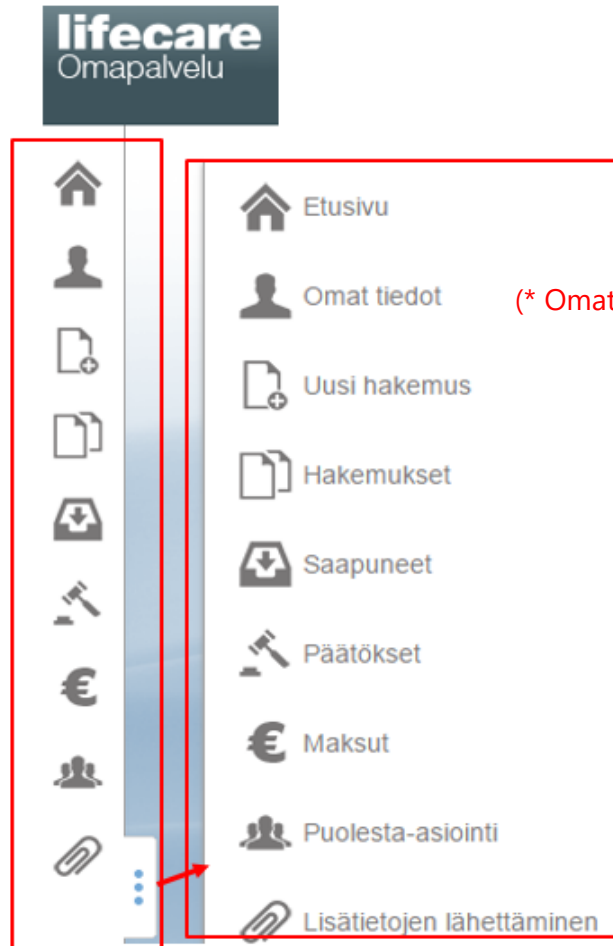 lifecare
Omapalvelu
Etusivu
Omat tiedot (* Omat
Uusi hakemus
Hakemukset
Saapuneet
Päätökset
€ € Maksut
Puolesta-asiointi
Lisätietojen lähettäminen